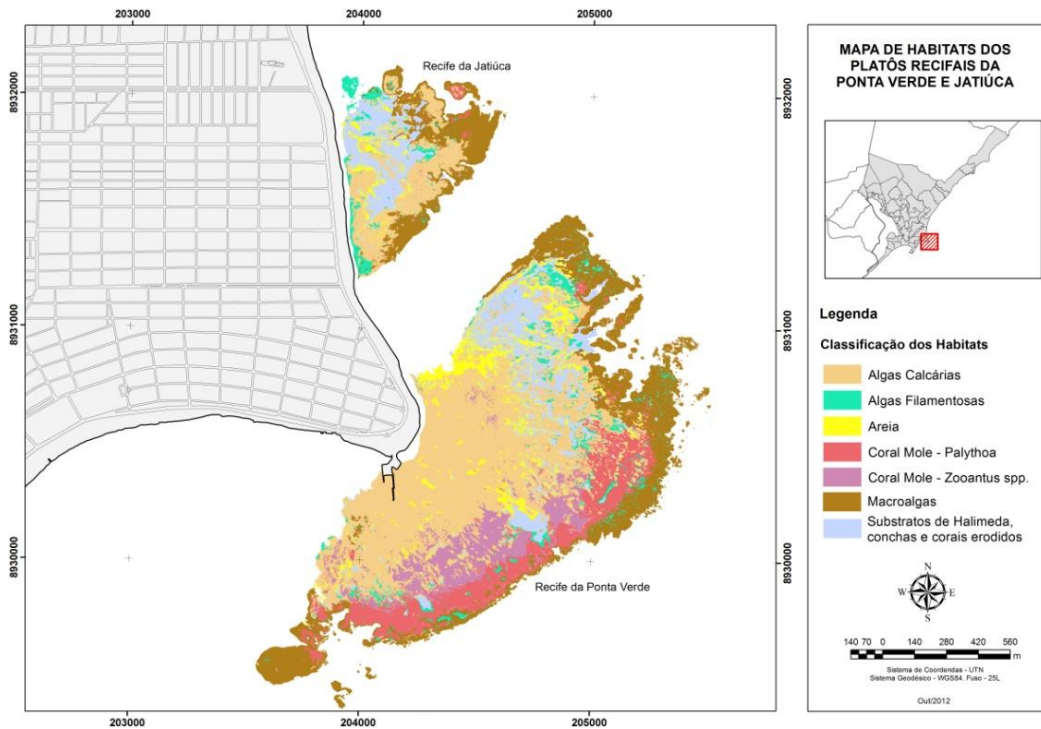 203000
204000
205000
Recife da Jatiúca
8932000
8932000
8931000
8931000
8930000
8930000
Recife da Ponta Verde
203000
204000
205000
MAPA DE HABITATS DOS
PLATÔS RECIFAIS DA
PONTA VERDE E JATIÚCA
Legenda
Classificação dos Habitats
Algas Calcárias
Algas Filamentosas
Areia
Coral Mole - Palythoa
Coral Mole - Zooantus spp.
Macroalgas
Substratos de Halimeda,
conchas e corais erodidos
N
W E
S
140 70 0 140 280 420 560
m
Sistema de Coordendas - UTN
Sistema Geodésico - WGS84. Fuso - 25L
Out/2012